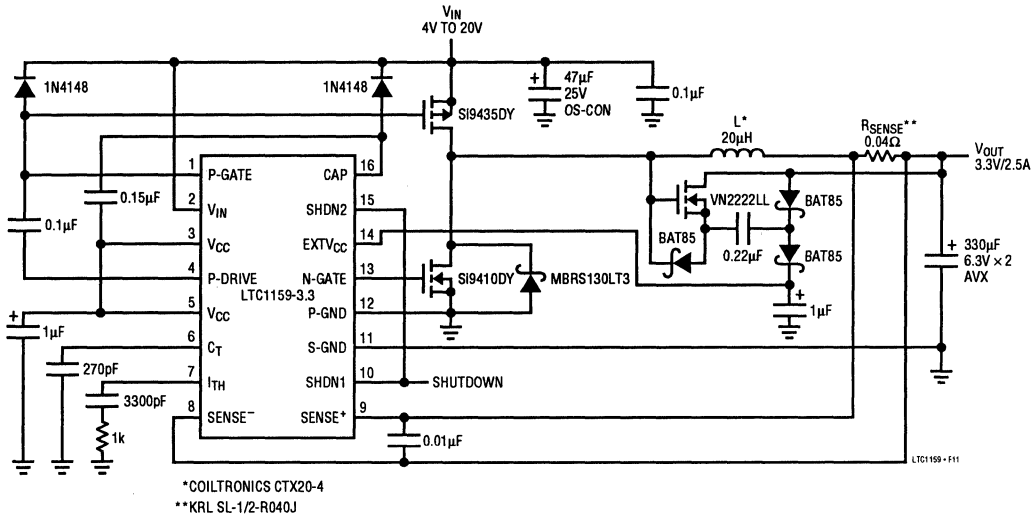 VIN
4V TO 20V
1N4148
1N4148
SI9435DY
+
47µF
25V
OS-CON
0.1µF
L*
20µH
RSENSE**
0.04Ω
VOUT
3.3V/2.5A
1
P-GATE
CAP
16
0.15µF
2
VIN
SHDN2
15
0.1µF
3
VCC
EXTVCC
14
4
P-DRIVE
N-GATE
13
LTC1159-3.3
5
VCC
P-GND
12
6
CT
S-GND
11
7
ITH
SHDN1
10
8
SENSE−
SENSE+
9
SI9410DY
MBRS130LT3
VN2222LL
BAT85
BAT85
0.22µF
BAT85
+
1µF
+
330µF
6.3V × 2
AVX
+
1µF
270pF
3300pF
1k
SHUTDOWN
0.01µF
LTC1159 • F11
*COILTRONICS CTX20-4
**KRL SL-1/2-R040J